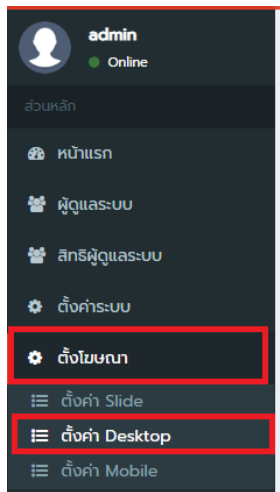 admin
Online
ส่วนหลัก
หน้าแรก
ผู้ดูแลระบบ
สิทธิผู้ดูแลระบบ
ตั้งค่าระบบ
ตั้งโฆษณา
ตั้งค่า Slide
ตั้งค่า Desktop
ตั้งค่า Mobile